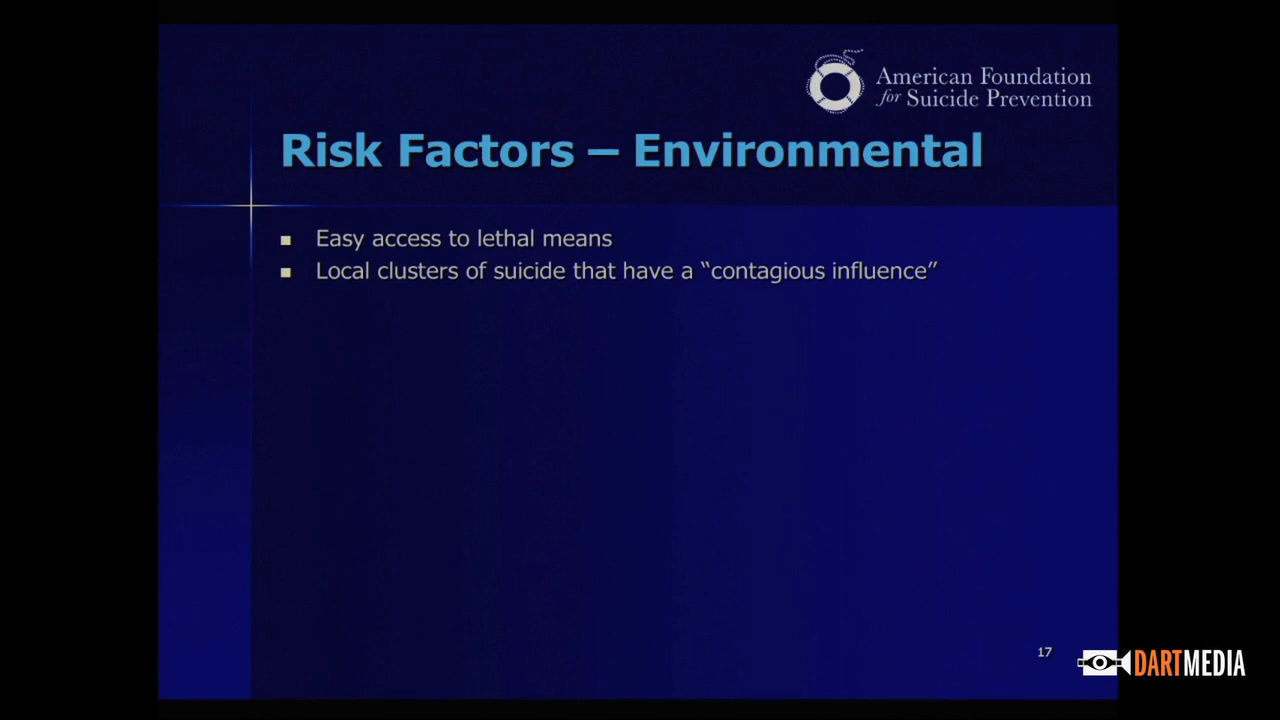 American Foundation
for Suicide Prevention
Risk Factors – Environmental
Easy access to lethal means
Local clusters of suicide that have a “contagious influence”
17
DARTMEDIA